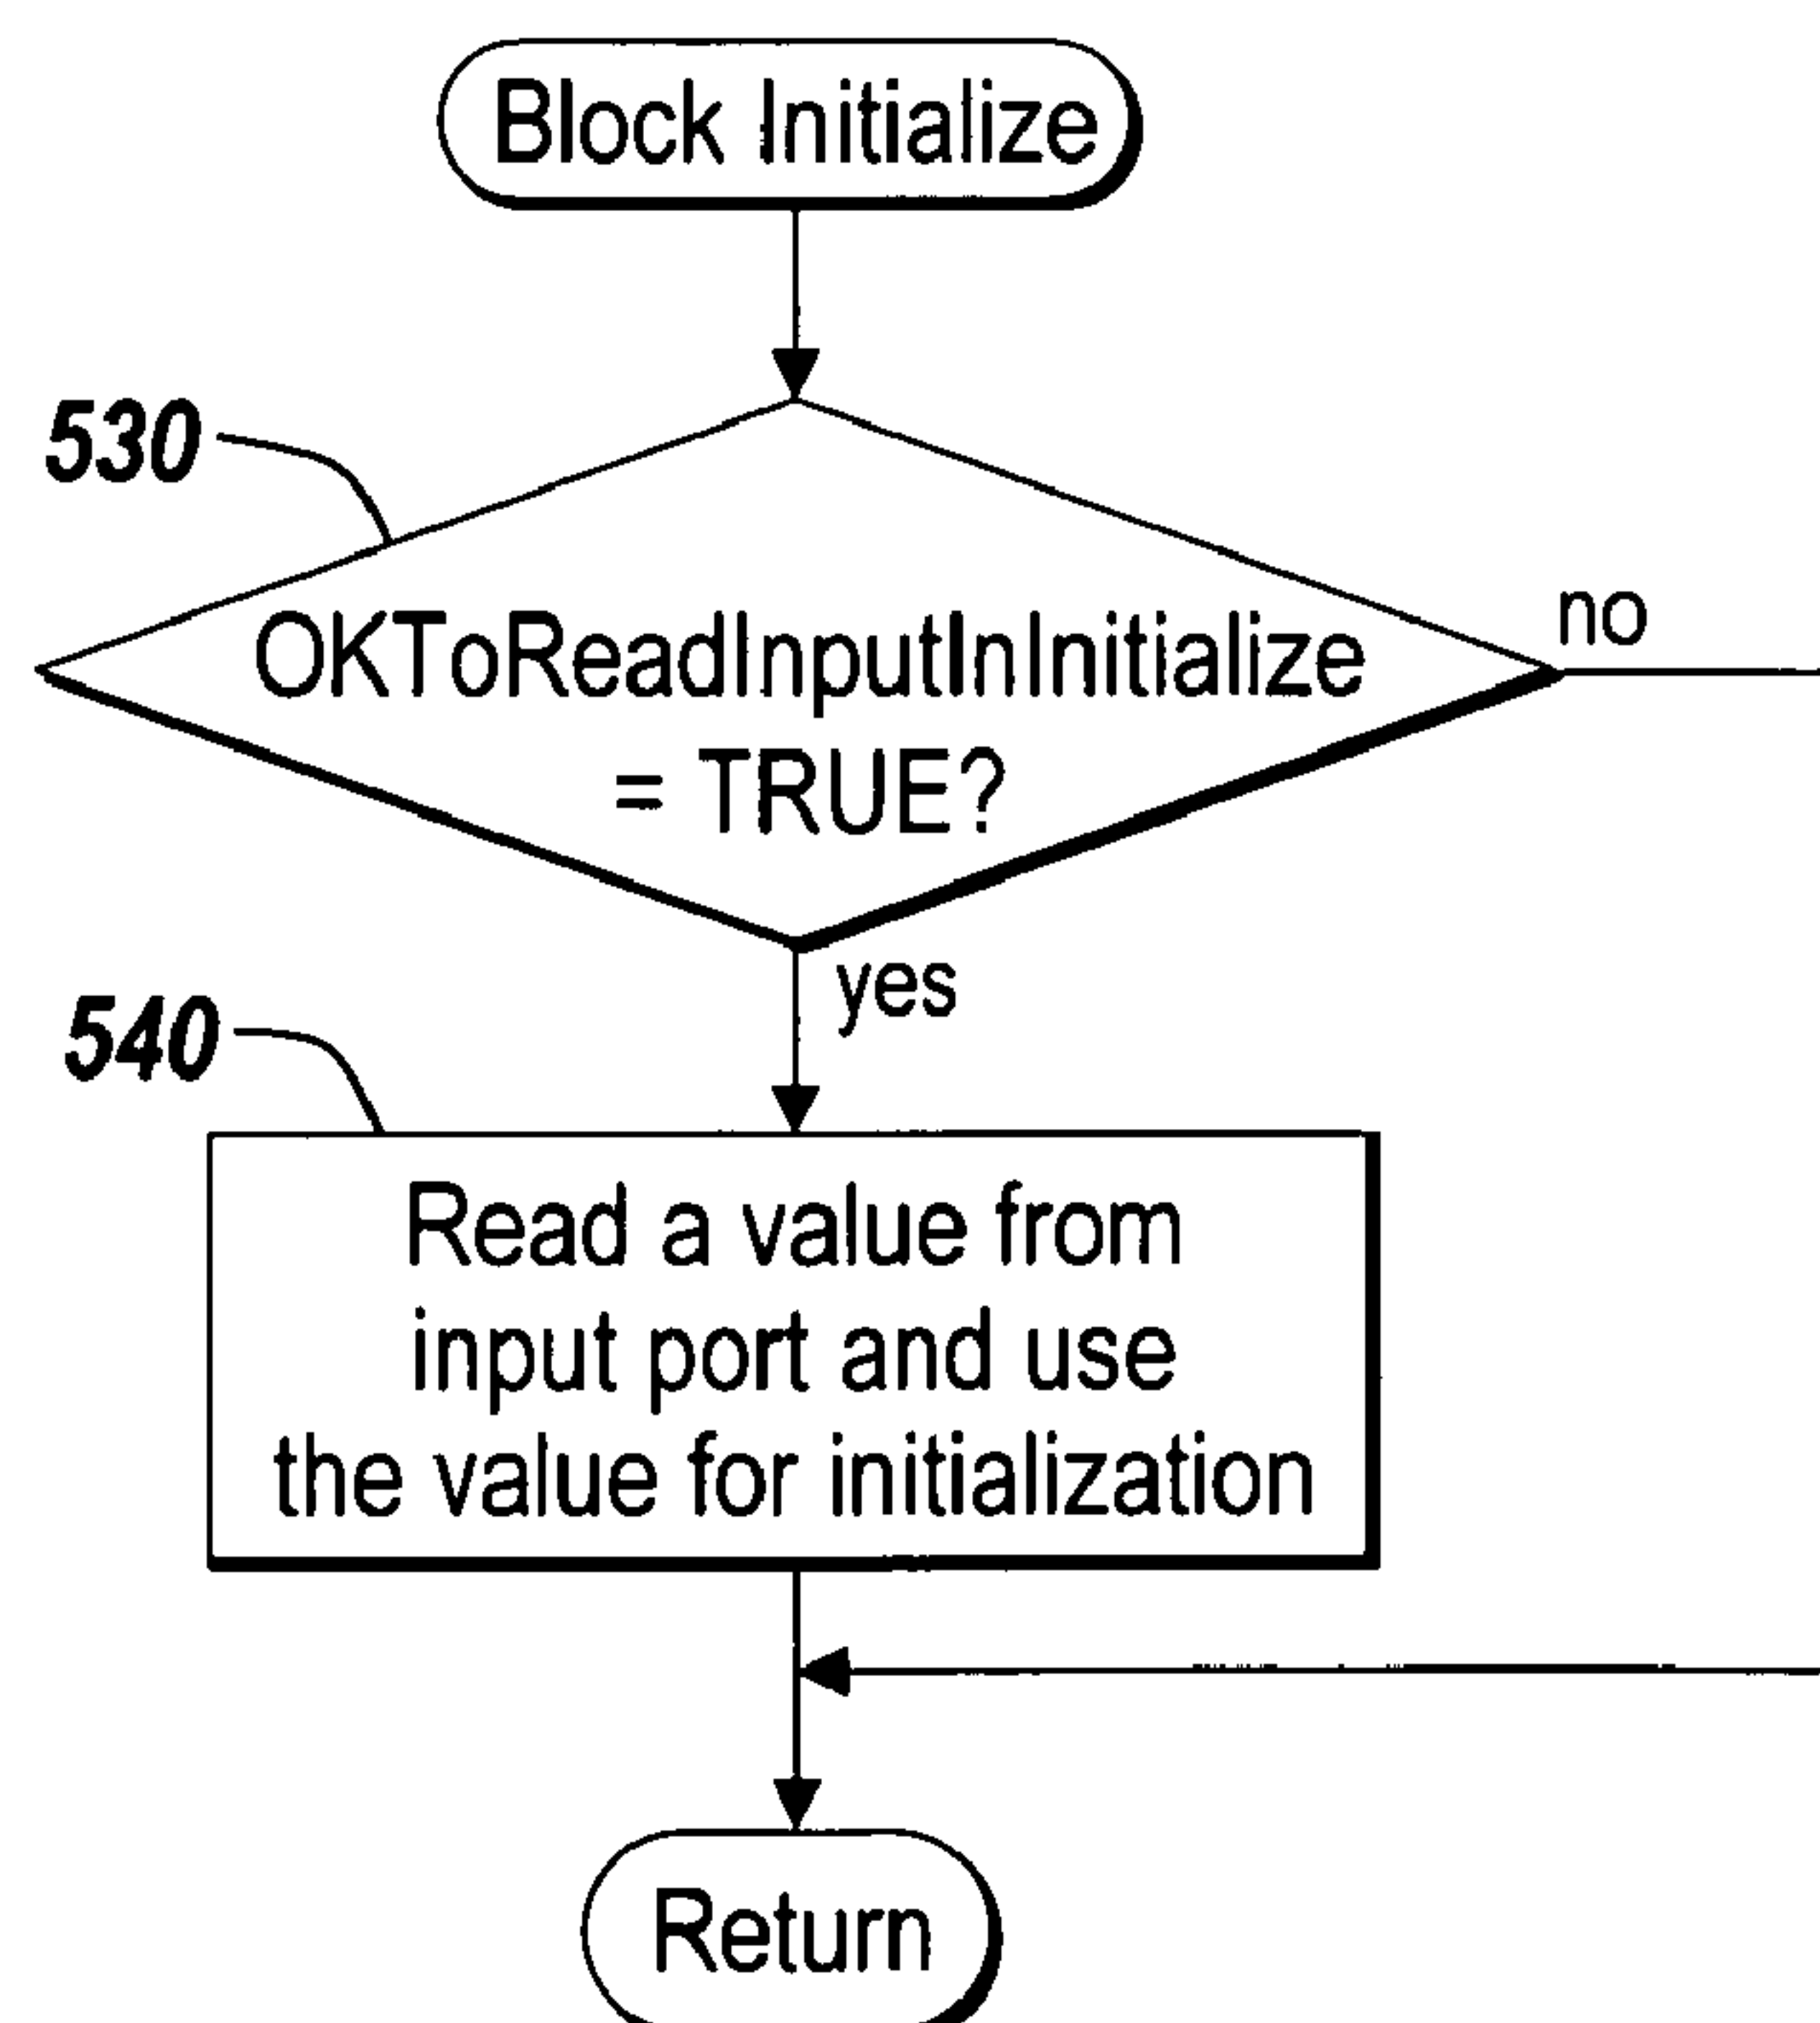 Block Initialize
530
OKToReadInputInInitialize
= TRUE?
no
yes
540
Read a value from
input port and use
the value for initialization
Return